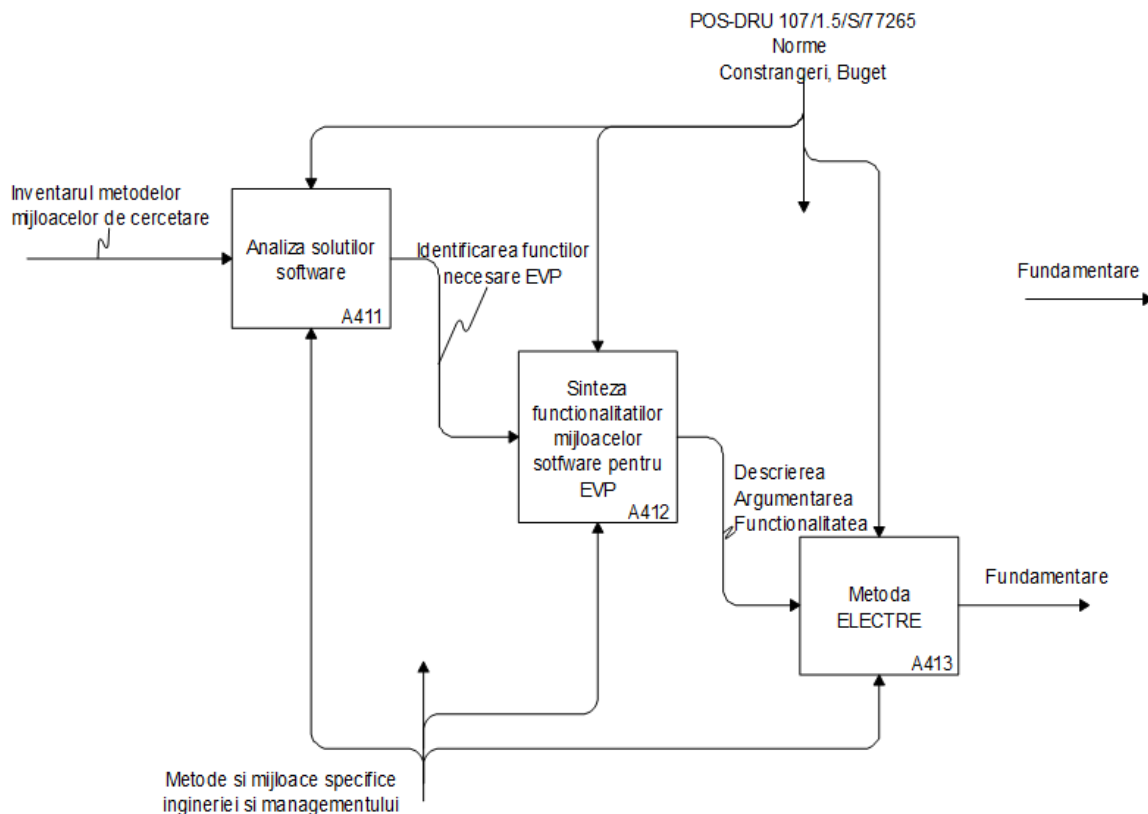 POS-DRU 107/1.5/S/77265
Norme
Constrangeri, Buget
Inventarul metodelor
mijloacelor de cercetare
Analiza solutilor
software
A411
Identificarea functiilor
necesare EVP
Fundamentare
Sinteza
functionalitatilor
mijloacelor
sotfware pentru
EVP
A412
Descrierea
Argumentarea
Functionalitatea
Metoda
ELECTRE
A413
Fundamentare
Metode si mijloace specifice
ingineriei si managementului